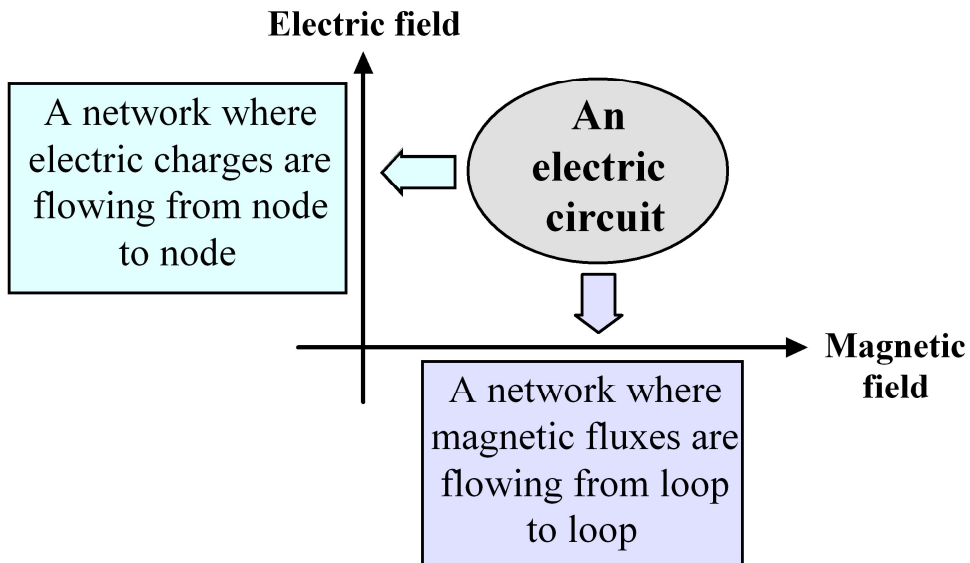 Electric field
A network where
electric charges are
flowing from node
to node
An
electric
circuit
Magnetic
field
A network where
magnetic fluxes are
flowing from loop
to loop